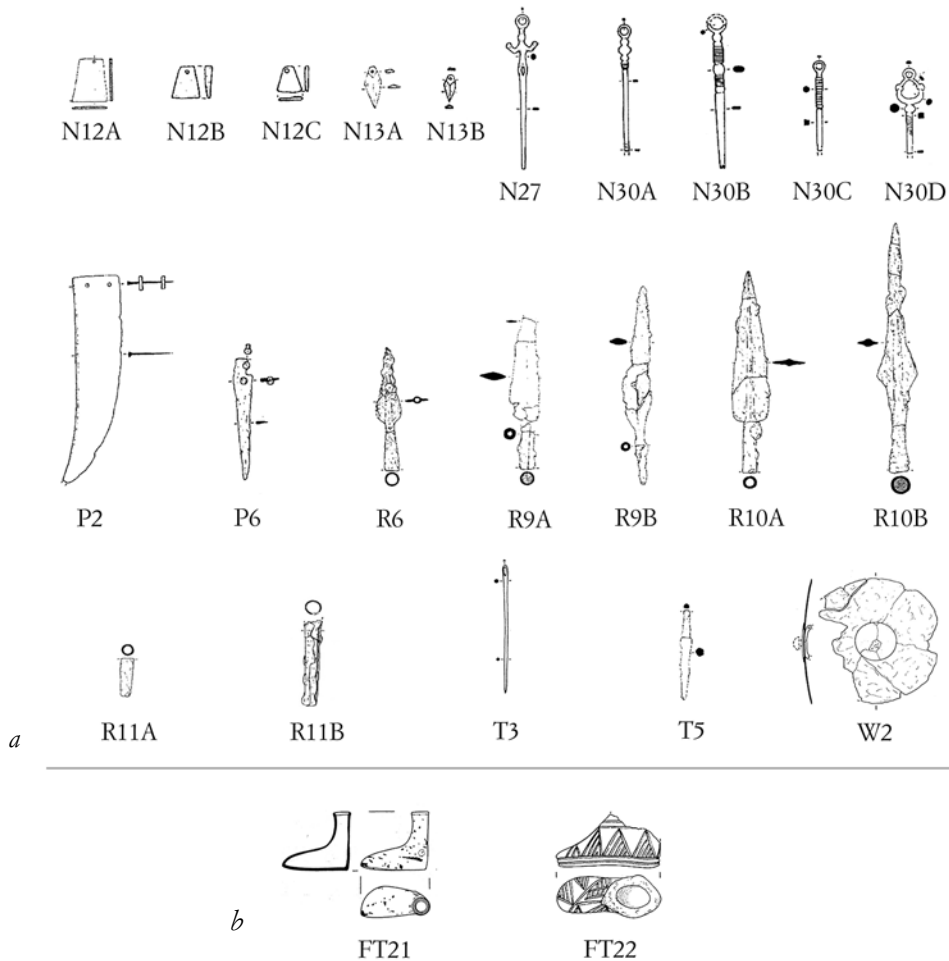 N12A N12B N12C N13A N13B
N27 N30A N30B N30C N30D
P2 P6 R6 R9A R9B R10A R10B
R11A R11B T3 T5 W2
a
b
FT21 FT22